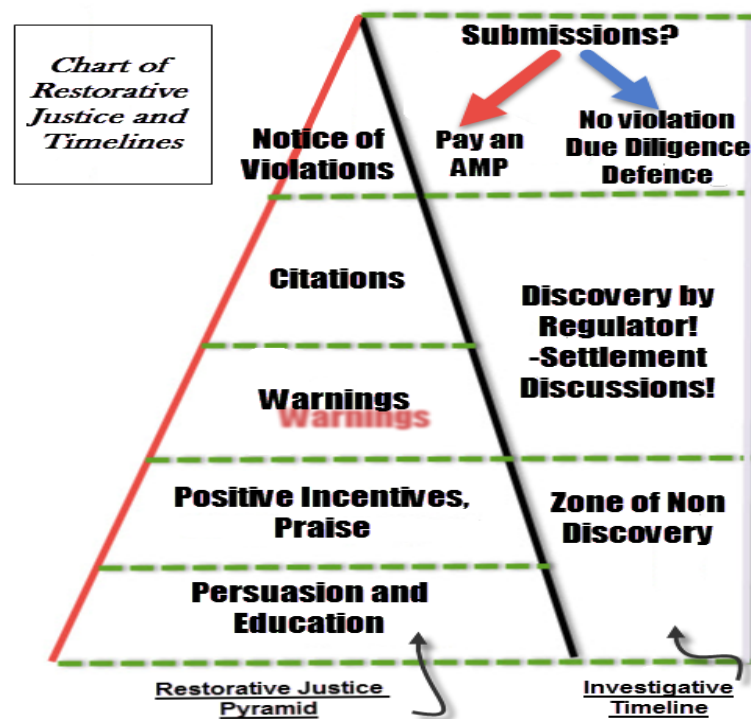 Chart of
Restorative
Justice and
Timelines
Submissions?
Notice of
Violations
Pay an
AMP
No violation
Due Diligence
Defence
Citations
Discovery by
Regulator!
-Settlement
Discussions!
Warnings
Warnings
Positive Incentives,
Praise
Zone of Non
Discovery
Persuasion and
Education
Restorative Justice
Pyramid
Investigative
Timeline